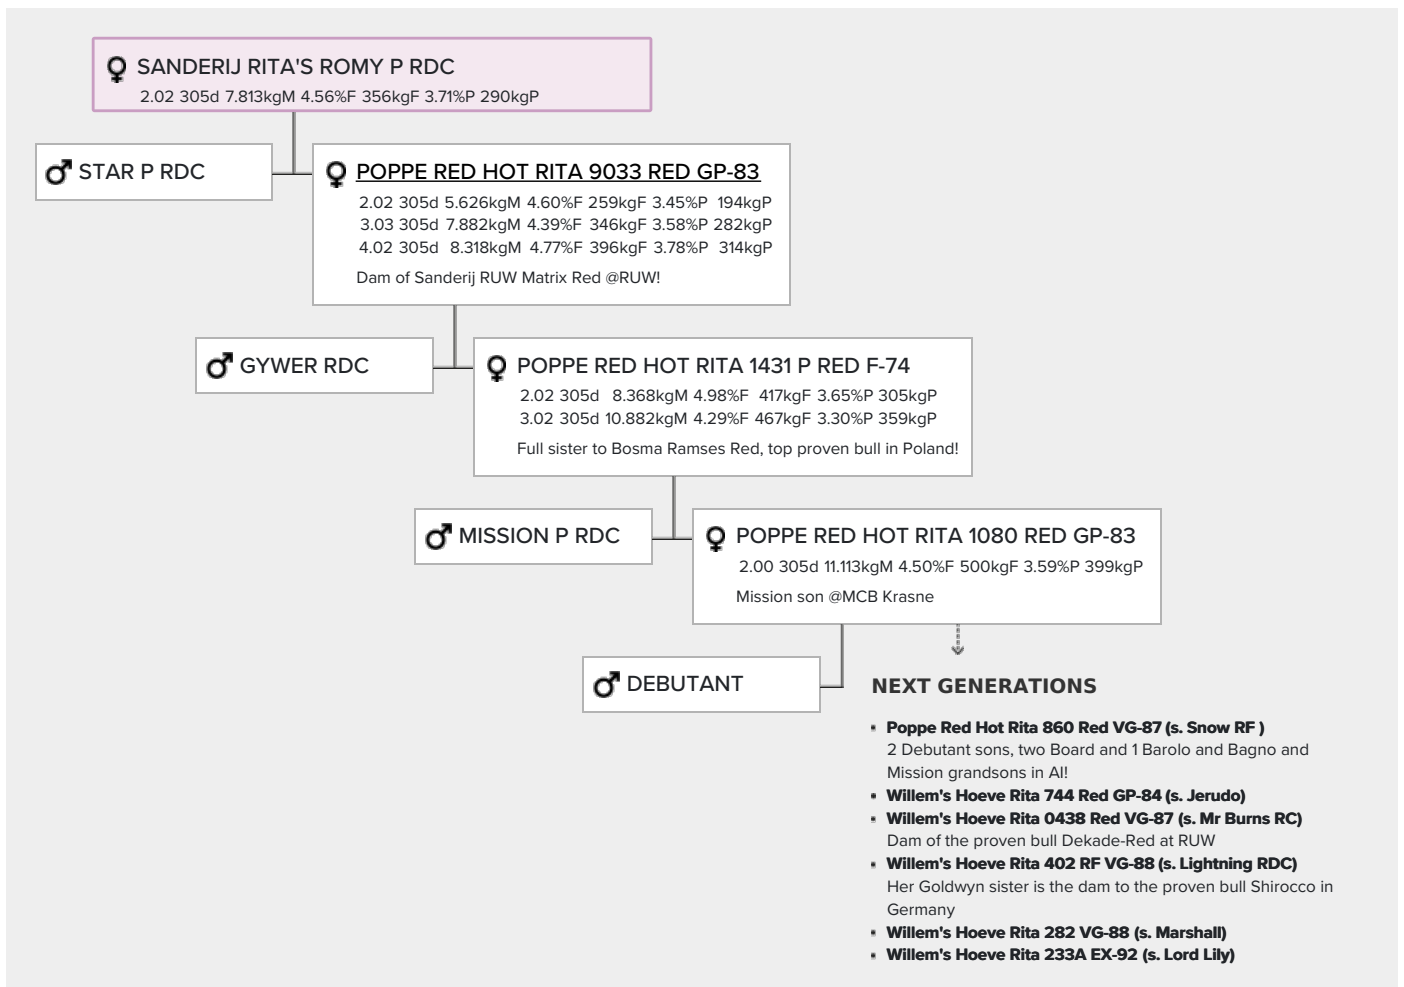 SANDERIJ RITA'S ROMY P RDC
2.02 305d 7.813kgM 4.56%F 356kgF 3.71%P 290kgP
STAR P RDC
POPPE RED HOT RITA 9033 RED GP-83
2.02 305d 5.626kgM 4.60%F 259kgF 3.45%P 194kgP
3.03 305d 7.882kgM 4.39%F 346kgF 3.58%P 282kgP
4.02 305d 8.318kgM 4.77%F 396kgF 3.78%P 314kgP
Dam of Sanderij RUW Matrix Red @RUW!
GYWER RDC
POPPE RED HOT RITA 1431 P RED F-74
2.02 305d 8.368kgM 4.98%F 417kgF 3.65%P 305kgP
3.02 305d 10.882kgM 4.29%F 467kgF 3.30%P 359kgP
Full sister to Bosma Ramses Red, top proven bull in Poland!
MISSION P RDC
POPPE RED HOT RITA 1080 RED GP-83
2.00 305d 11.113kgM 4.50%F 500kgF 3.59%P 399kgP
Mission son @MCB Krasne
DEBUTANT
NEXT GENERATIONS
Poppe Red Hot Rita 860 Red VG-87 (s. Snow RF )
2 Debutant sons, two Board and 1 Barolo and Bagno and
Mission grandsons in AI!
Willem's Hoeve Rita 744 Red GP-84 (s. Jerudo)
Willem's Hoeve Rita 0438 Red VG-87 (s. Mr Burns RC)
Dam of the proven bull Dekade-Red at RUW
Willem's Hoeve Rita 402 RF VG-88 (s. Lightning RDC)
Her Goldwyn sister is the dam to the proven bull Shirocco in
Germany
Willem's Hoeve Rita 282 VG-88 (s. Marshall)
Willem's Hoeve Rita 233A EX-92 (s. Lord Lily)